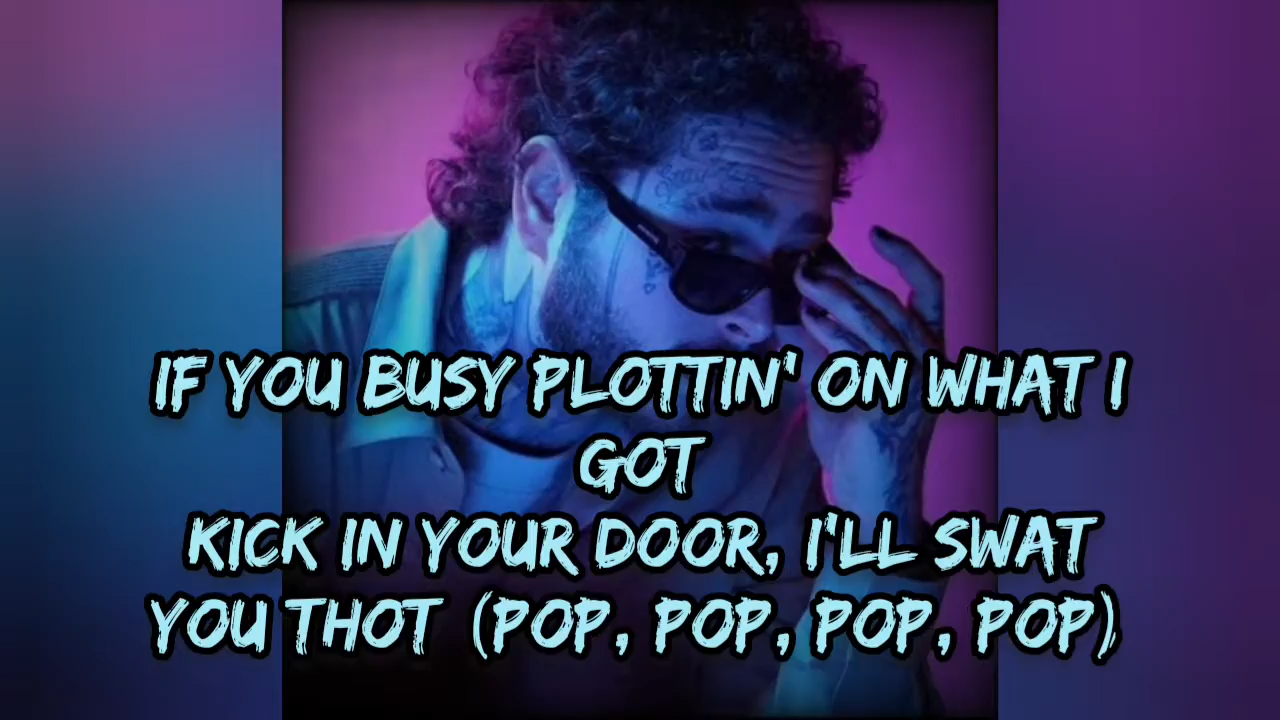 IF YOU BUSY PLOTTIN' ON WHAT I
GOT
KICK IN YOUR DOOR, I'LL SWAT
YOU THOT (POP, POP, POP, POP)